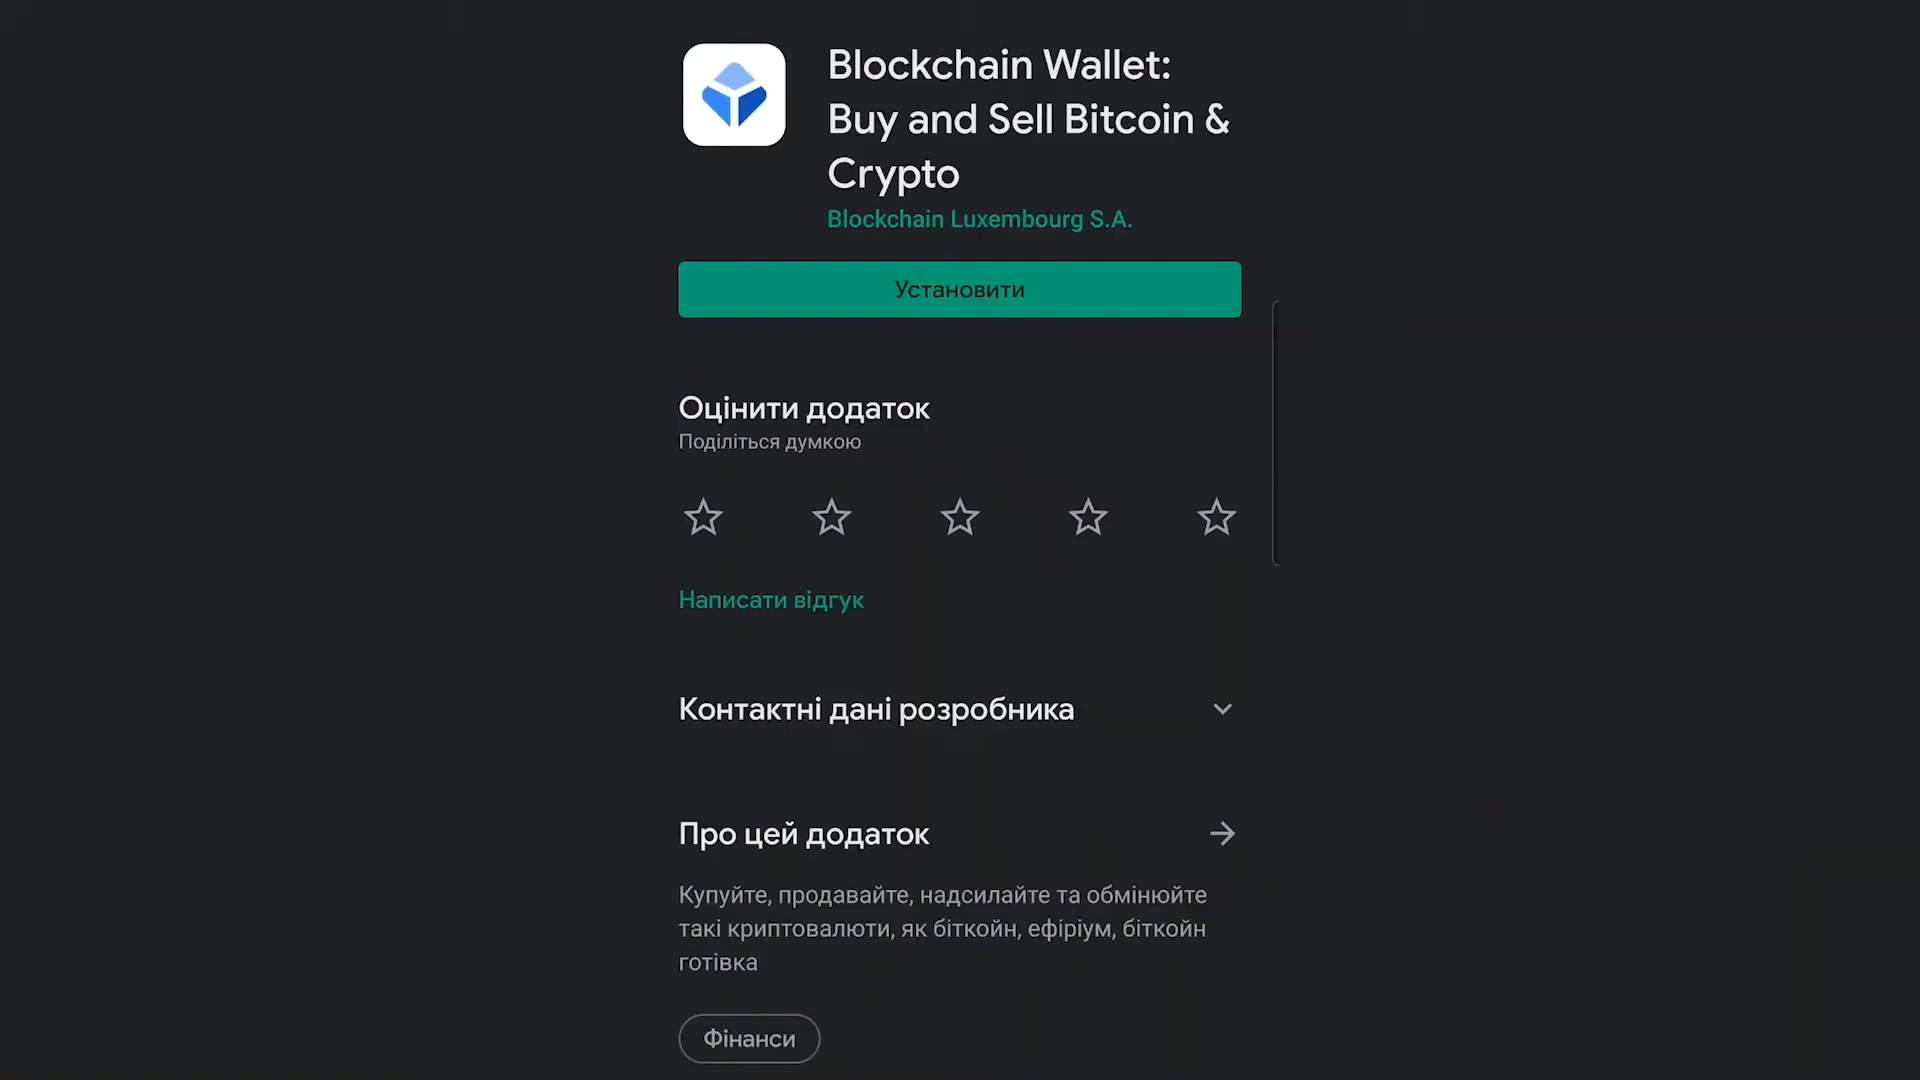 Blockchain Wallet:
Buy and Sell Bitcoin &
Crypto
Blockchain Luxembourg S.A.
Установити
Оцінити додаток
Поділіться думкою
Написати відгук
Контактні дані розробника
Про цей додаток
Купуйте, продавайте, надсилайте та обмінюйте
такі криптовалюти, як біткойн, ефіріум, біткойн
готівка
Фінанси